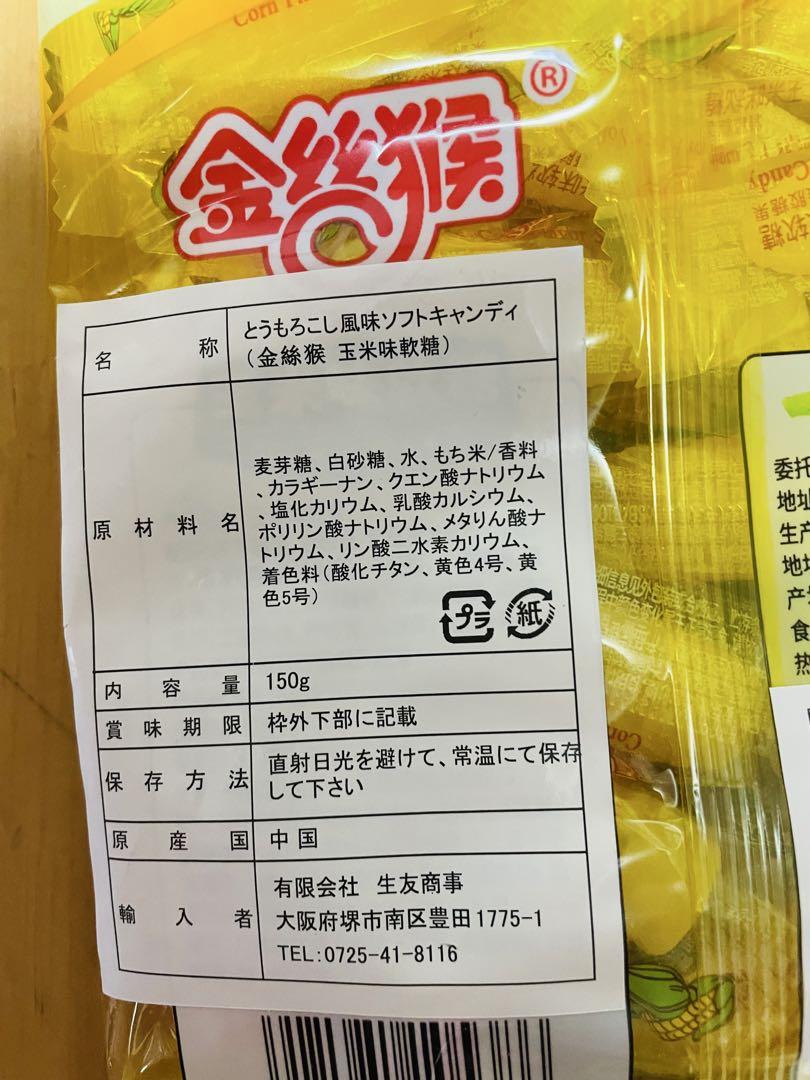 Corn
金絲猴®
名称 とうもろこし風味ソフトキャンディ
（金絲猴 玉米味軟糖）
原材料名 麦芽糖、白砂糖、水、もち米/香料
、カラギーナン、クエン酸ナトリウム
、塩化カリウム、乳酸カルシウム、
ポリリン酸ナトリウム、メタりん酸ナ
トリウム、リン酸二水素カリウム、
着色料（酸化チタン、黄色4号、黄
色5号）
プラ 紙
内容量 150g
賞味期限 枠外下部に記載
保存方法 直射日光を避けて、常温にて保存
して下さい
原産国 中国
輸入者 有限会社 生友商事
大阪府堺市南区豊田1775-1
TEL:0725-41-8116
Candy
软糖
委托
地址
生产
地址
产
食
热